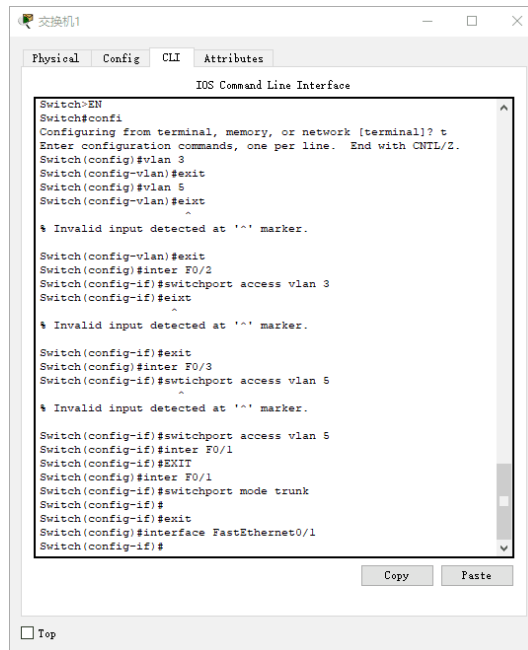 交换机1
Physical Config CLI Attributes
IOS Command Line Interface
Switch>EN
Switch#confi
Configuring from terminal, memory, or network [terminal]? t
Enter configuration commands, one per line.  End with CNTL/Z.
Switch(config)#vlan 3
Switch(config-vlan)#exit
Switch(config)#vlan 5
Switch(config-vlan)#eixt
^
% Invalid input detected at '^' marker.
Switch(config-vlan)#exit
Switch(config)#inter F0/2
Switch(config-if)#switchport access vlan 3
Switch(config-if)#eixt
^
% Invalid input detected at '^' marker.
Switch(config-if)#exit
Switch(config)#inter F0/3
Switch(config-if)#swtichport access vlan 5
^
% Invalid input detected at '^' marker.
Switch(config-if)#switchport access vlan 5
Switch(config-if)#inter F0/1
Switch(config-if)#EXIT
Switch(config)#inter F0/1
Switch(config-if)#switchport mode trunk
Switch(config-if)#
Switch(config-if)#exit
Switch(config)#interface FastEthernet0/1
Switch(config-if)#
Copy Paste
Top